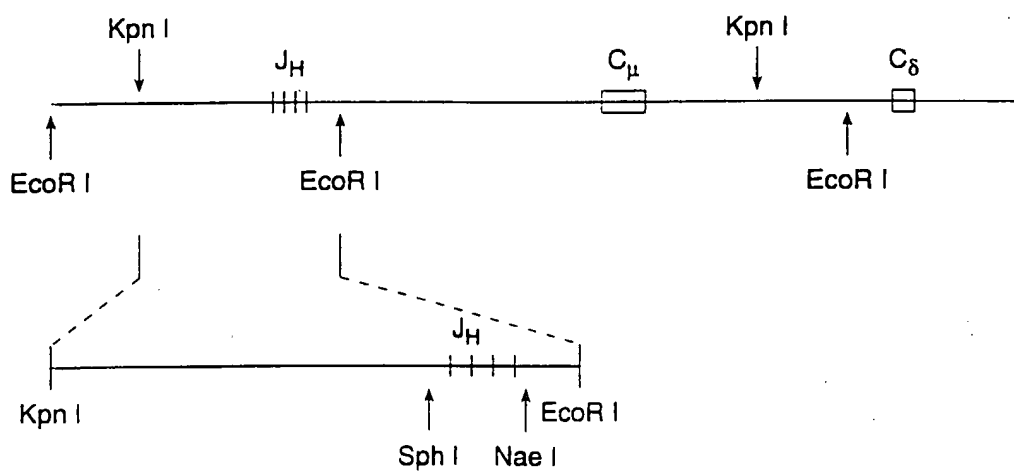 Kpn I
Kpn I
J_H
C_μ
C_δ
EcoR I
EcoR I
EcoR I
J_H
Kpn I
EcoR I
Sph I
Nae I